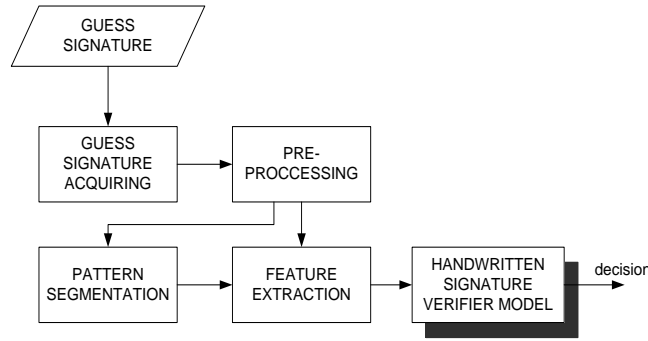 GUESS
SIGNATURE
GUESS
SIGNATURE
ACQUIRING
PRE-
PROCCESSING
PATTERN
SEGMENTATION
FEATURE
EXTRACTION
HANDWRITTEN
SIGNATURE
VERIFIER MODEL
decision